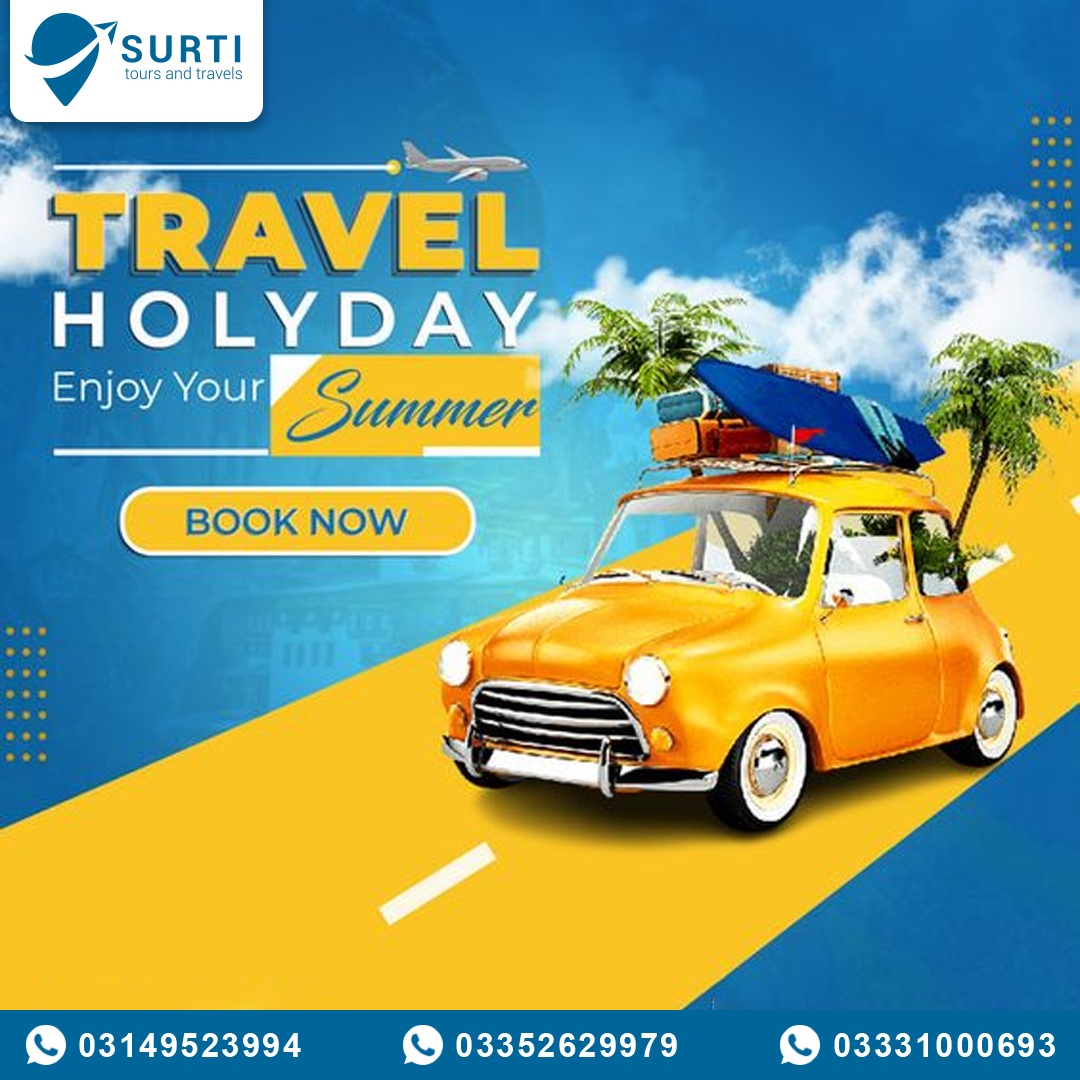 SURTI
tours and travels
TRAVEL
HOLYDAY
Enjoy Your Summer
BOOK NOW
03149523994 03352629979 03331000693